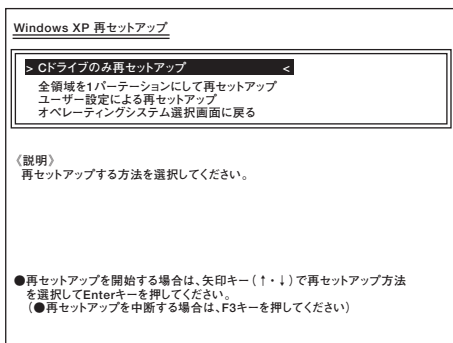 Windows XP 再セットアップ
> Cドライブのみ再セットアップ <
全領域を1パーテーションにして再セットアップ
ユーザー設定による再セットアップ
オペレーティングシステム選択画面に戻る
《説明》
再セットアップする方法を選択してください。
●再セットアップを開始する場合は、矢印キー(↑・↓)で再セットアップ方法
を選択してEnterキーを押してください。
(●再セットアップを中断する場合は、F3キーを押してください)